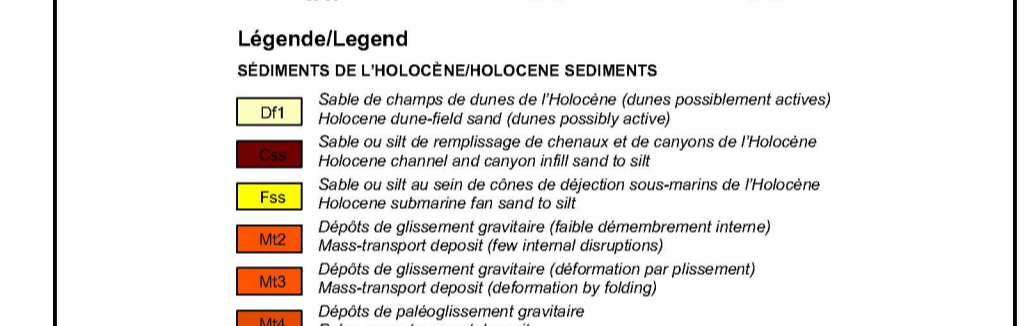 Légende/Legend
SÉDIMENTS DE L'HOLOCÈNE/HOLOCENE SEDIMENTS
Df1
Sable de champs de dunes de l'Holocène (dunes possiblement actives)
Holocene dune-field sand (dunes possibly active)
Css
Sable ou silt de remplissage de chenaux et de canyons de l'Holocène
Holocene channel and canyon infill sand to silt
Fss
Sable ou silt au sein de cônes de déjection sous-marins de l'Holocène
Holocene submarine fan sand to silt
Mt2
Dépôts de glissement gravitaire (faible démembrement interne)
Mass-transport deposit (few internal disruptions)
Mt3
Dépôts de glissement gravitaire (déformation par plissement)
Mass-transport deposit (deformation by folding)
Mt4
Dépôts de paléoglissement gravitaire